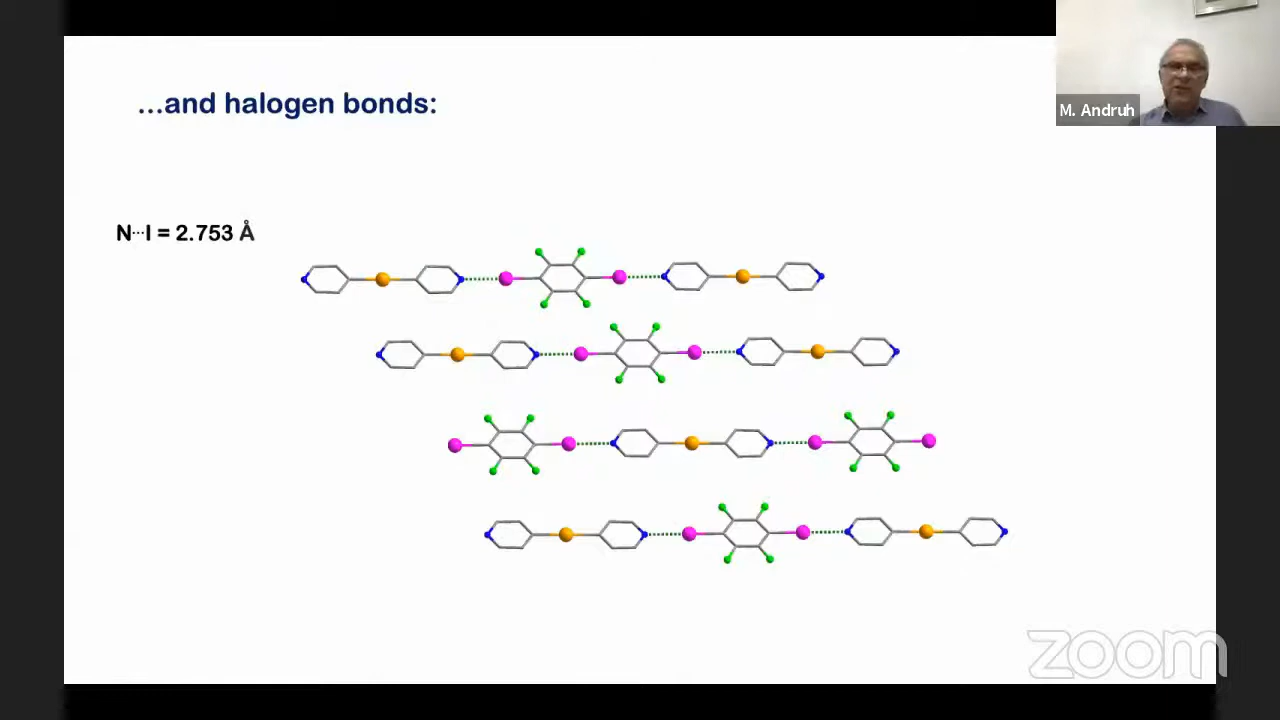 ...and halogen bonds:
M. Andruh
N···I = 2.753 Å
zoom